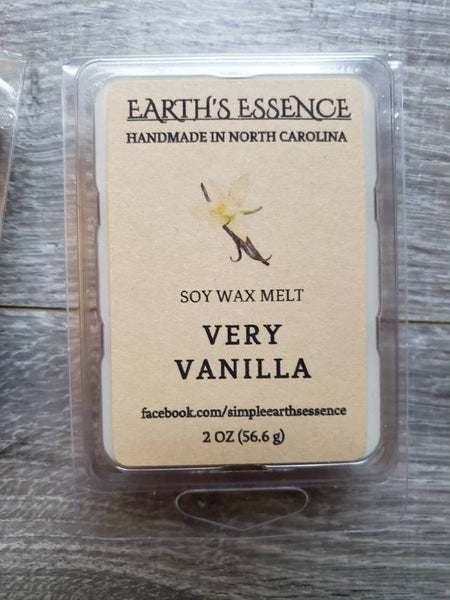 EARTH'S ESSENCE
HANDMADE IN NORTH CAROLINA
SOY WAX MELT
VERY
VANILLA
facebook.com/simpleearthsessence
2 OZ (56.6 g)